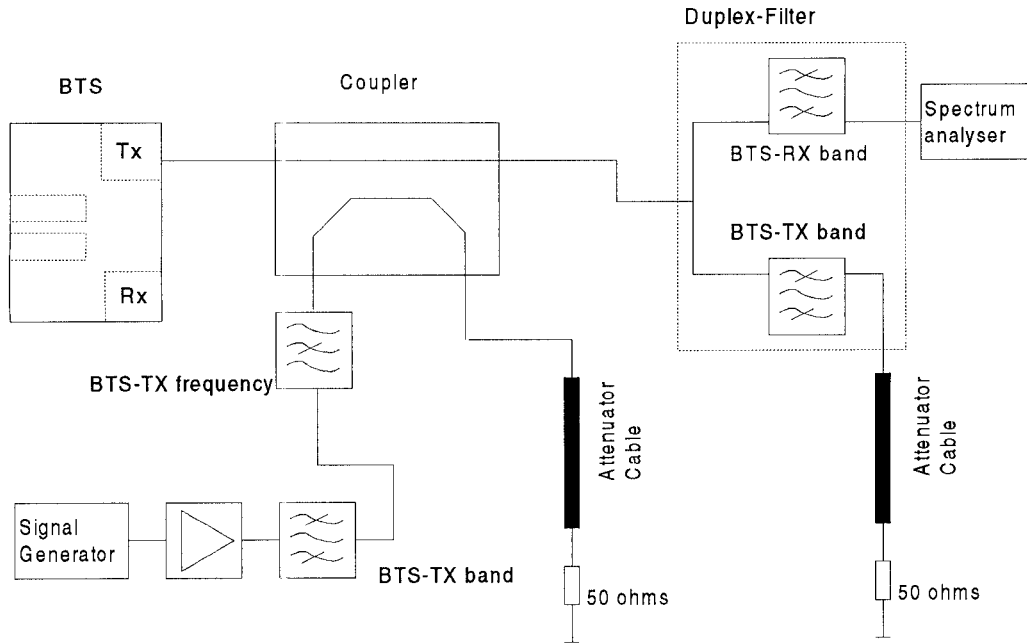 Duplex-Filter
BTS
Coupler
Tx
Rx
BTS-RX band
Spectrum
analyser
BTS-TX band
BTS-TX frequency
Attenuator
Cable
Attenuator
Cable
Signal
Generator
BTS-TX band
50 ohms
50 ohms